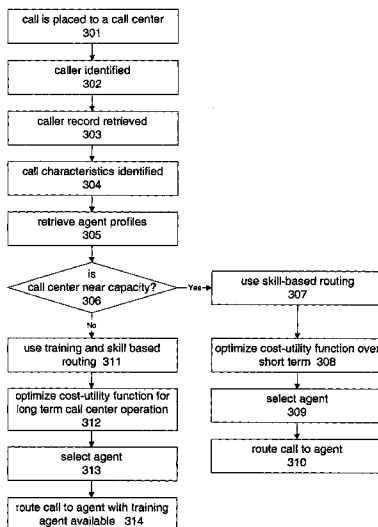 call is placed to a call center
301
caller identified
302
caller record retrieved
303
call characteristics identified
304
retrieve agent profiles
305
is
call center near capacity?
306
Yes
No
use skill-based routing
307
use training and skill based
routing 311
optimize cost-utility function over
short term 308
optimize cost-utility function for
long term call center operation
312
select agent
309
select agent
313
route call to agent
310
route call to agent with training
agent available 314